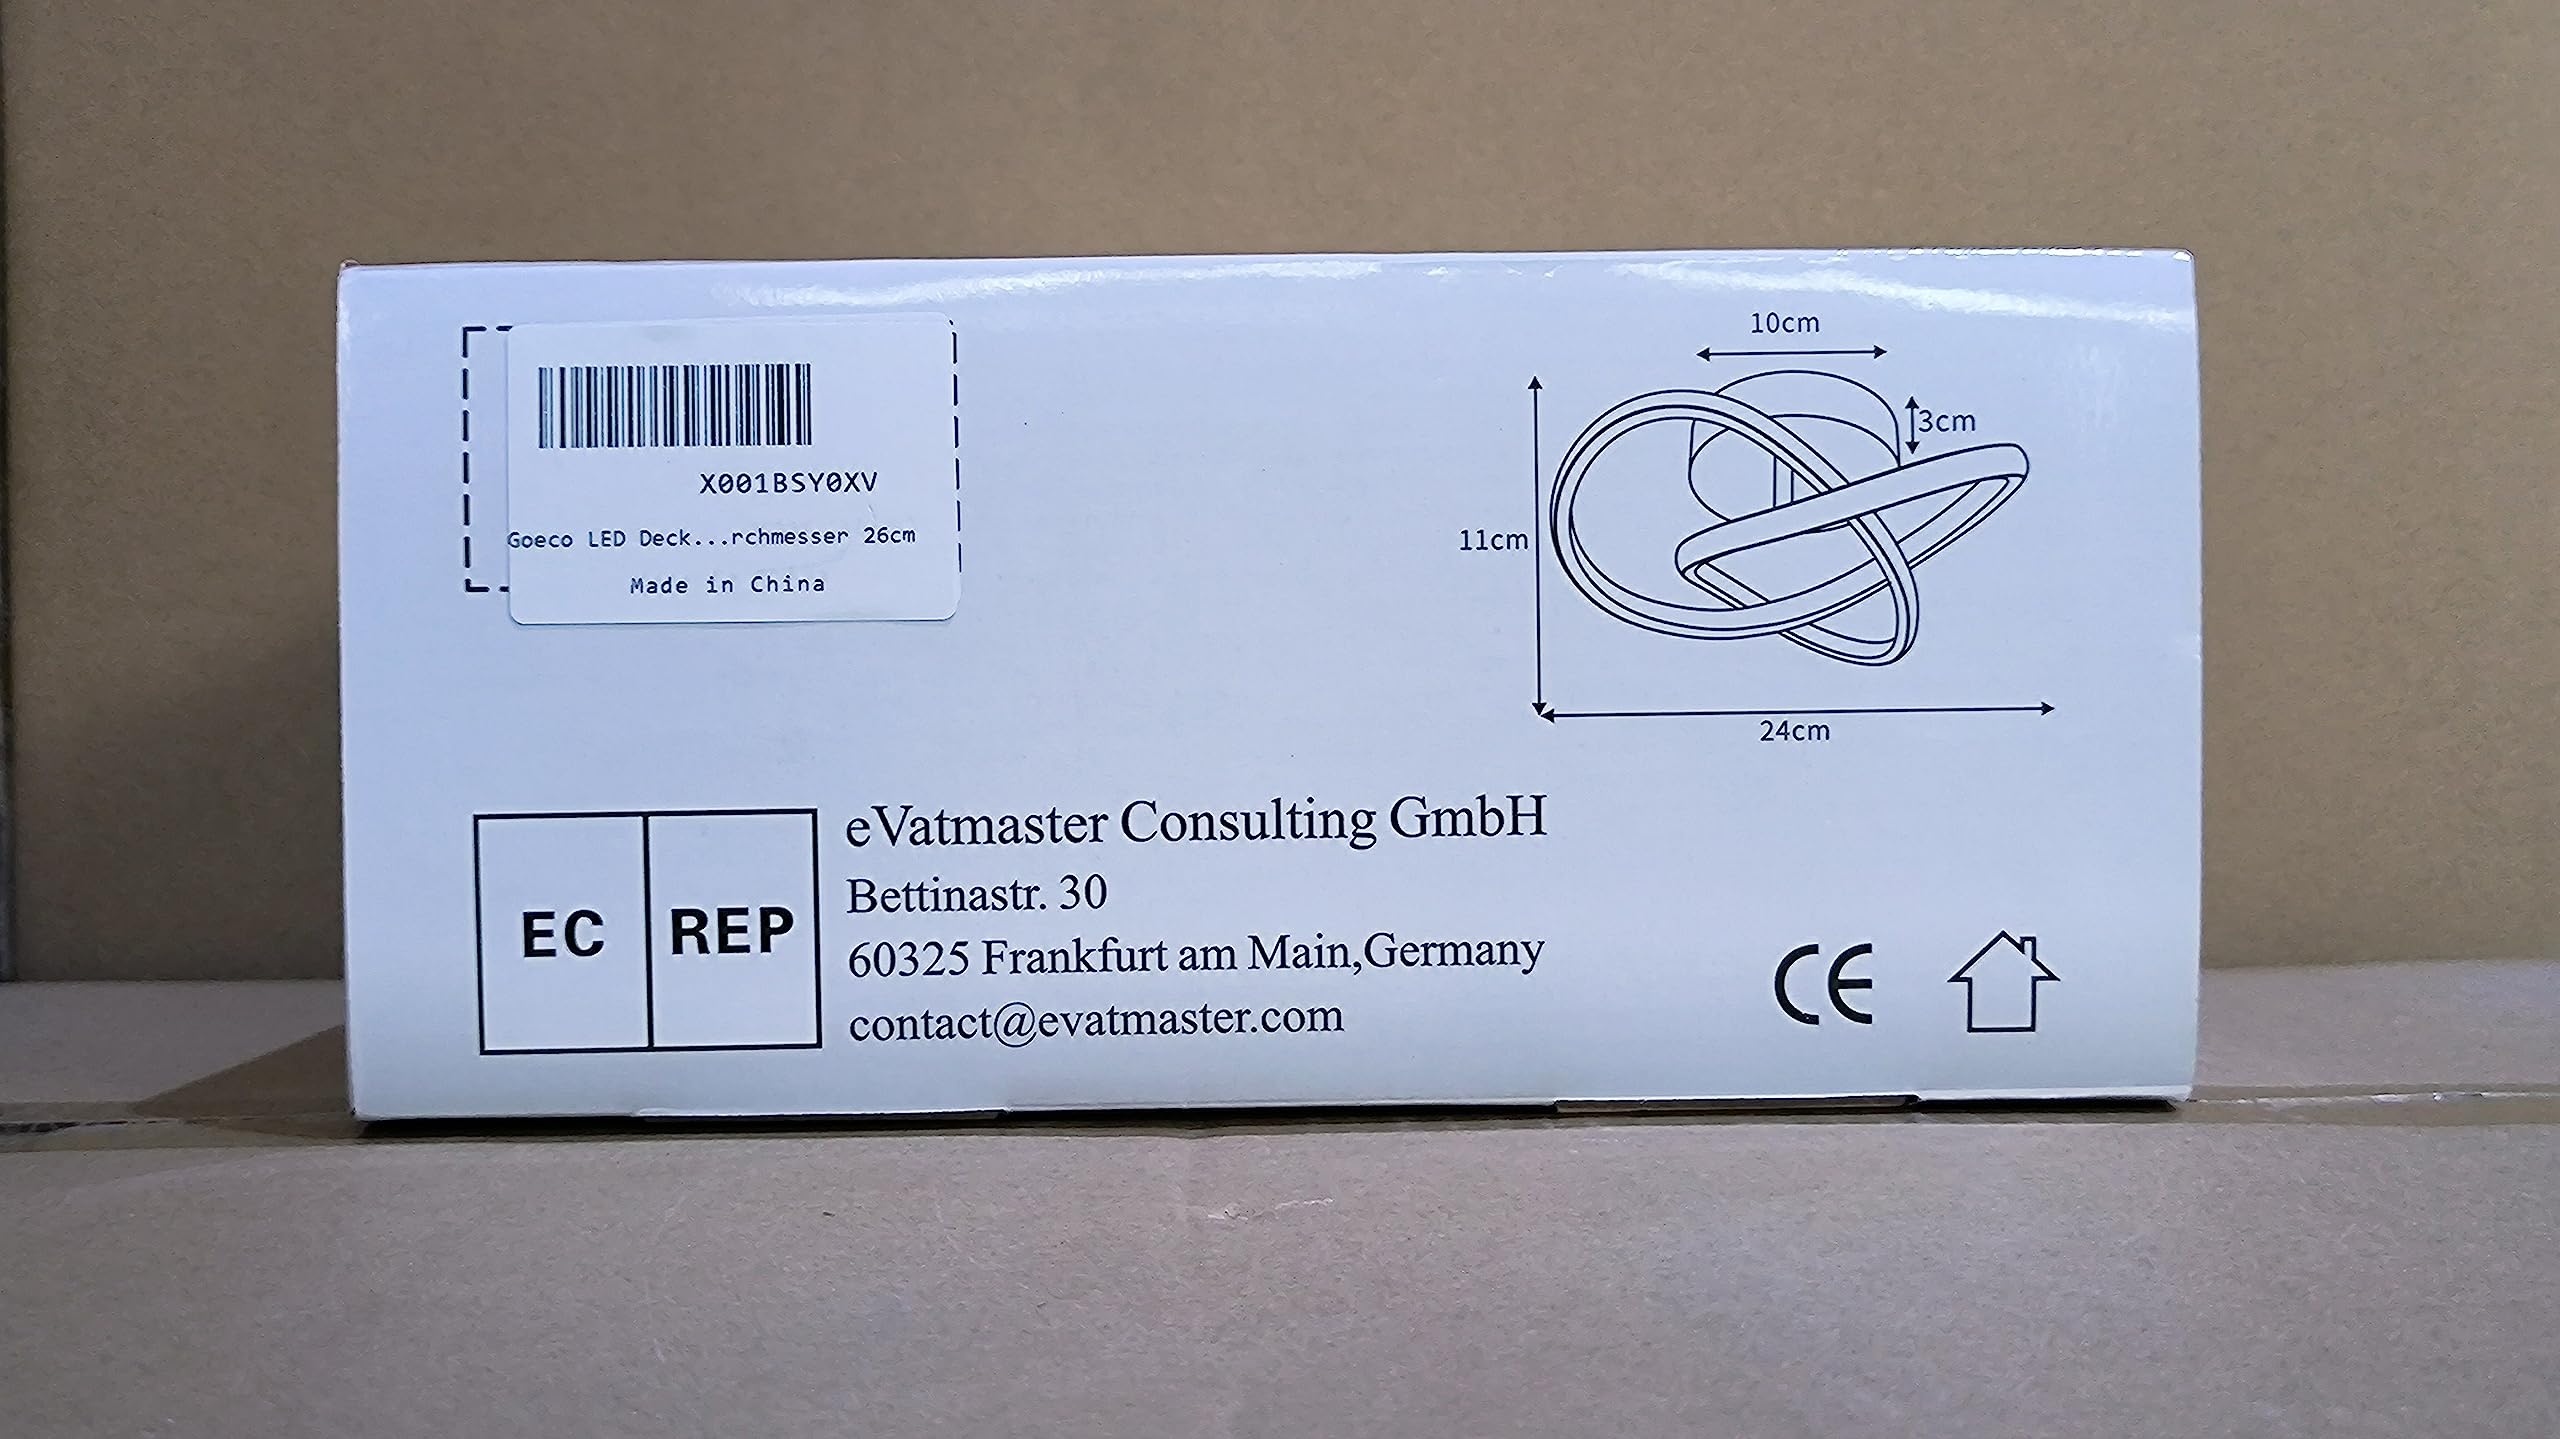 X001BSY0XV
Goeco LED Deck...rchmesser 26cm
Made in China
10cm
3cm
11cm
24cm
EC REP
eVatmaster Consulting GmbH
Bettinastr. 30
60325 Frankfurt am Main,Germany
contact@evatmaster.com
CE